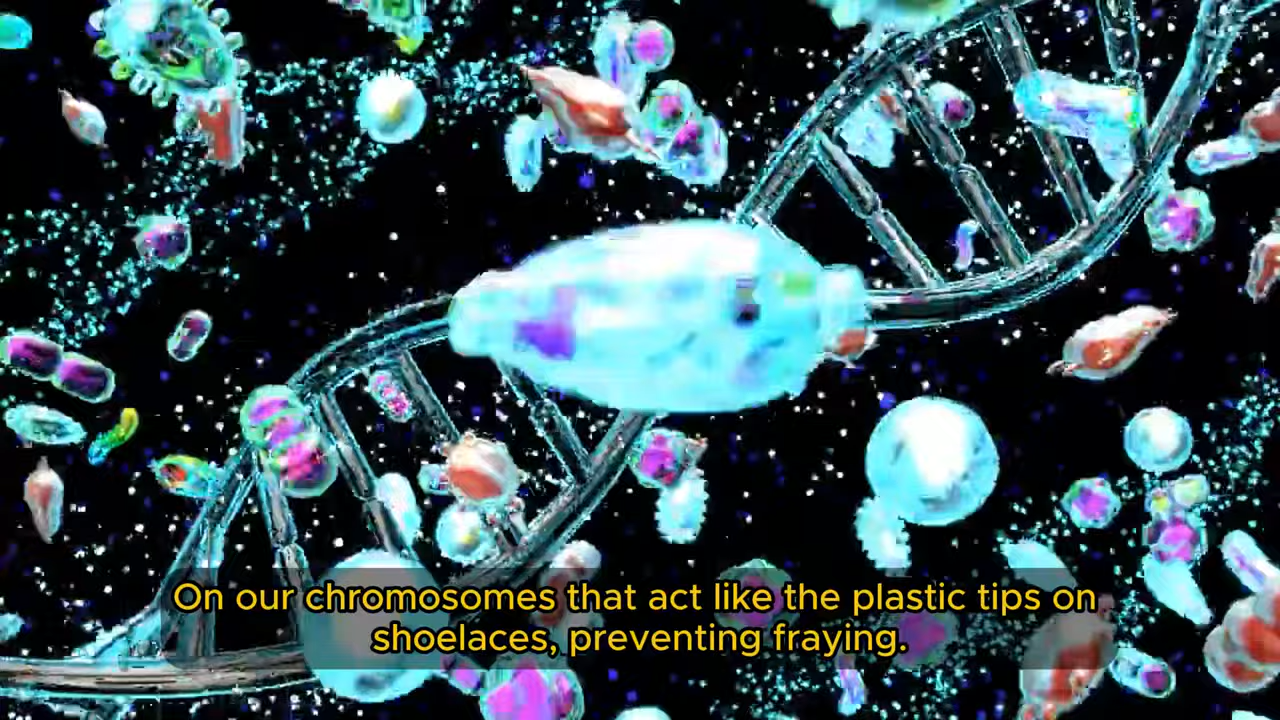 On our chromosomes that act like the plastic tips on
shoelaces, preventing fraying.